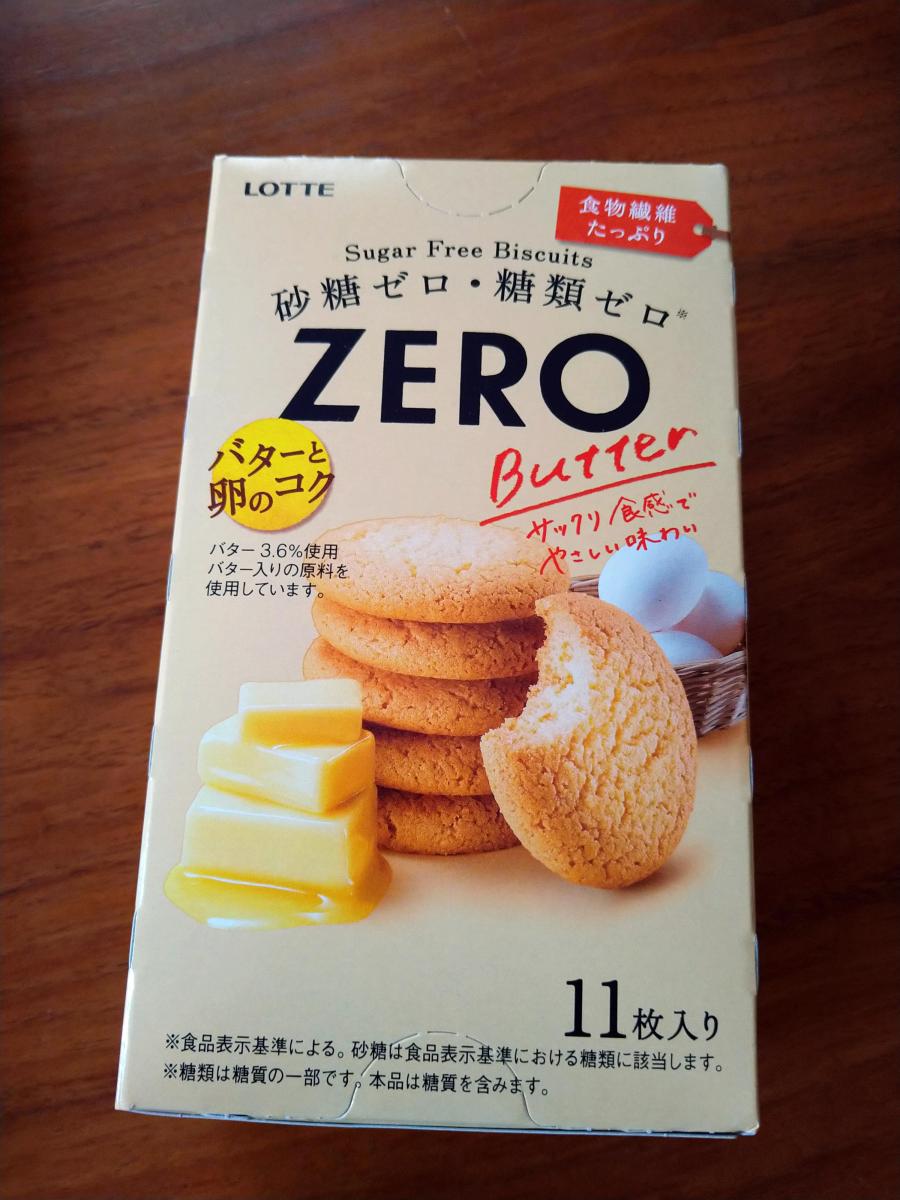 LOTTE
食物繊維
たっぷり
Sugar Free Biscuits
砂糖ゼロ・糖類ゼロ※
ZERO
Butter
サックリ食感で
やさしい味わい
バターと
卵のコク
バター3.6%使用
バター入りの原料を
使用しています。
11枚入り
※食品表示基準による。砂糖は食品表示基準における糖類に該当します。
※糖類は糖質の一部です。本品は糖質を含みます。